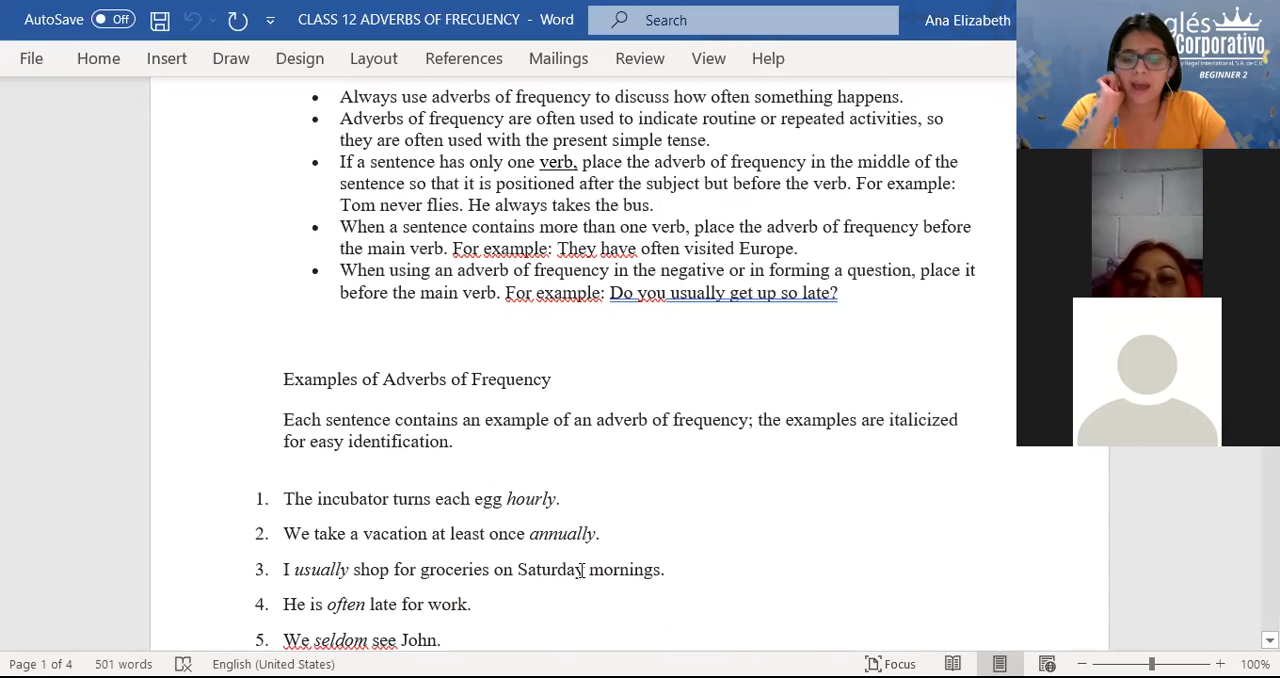 AutoSave Off CLASS 12 ADVERBS OF FRECUENCY - Word Search Ana Elizabeth
File Home Insert Draw Design Layout References Mailings Review View Help
glés
Corporativo
Regal International, S.A. de C.V.
BEGINNER 2
• Always use adverbs of frequency to discuss how often something happens.
• Adverbs of frequency are often used to indicate routine or repeated activities, so
they are often used with the present simple tense.
• If a sentence has only one verb, place the adverb of frequency in the middle of the
sentence so that it is positioned after the subject but before the verb. For example:
Tom never flies. He always takes the bus.
• When a sentence contains more than one verb, place the adverb of frequency before
the main verb. For example: They have often visited Europe.
• When using an adverb of frequency in the negative or in forming a question, place it
before the main verb. For example: Do you usually get up so late?
Examples of Adverbs of Frequency
Each sentence contains an example of an adverb of frequency; the examples are italicized
for easy identification.
1. The incubator turns each egg hourly.
2. We take a vacation at least once annually.
3. I usually shop for groceries on Saturday mornings.
4. He is often late for work.
5. We seldom see John.
Page 1 of 4 501 words English (United States) Focus 100%